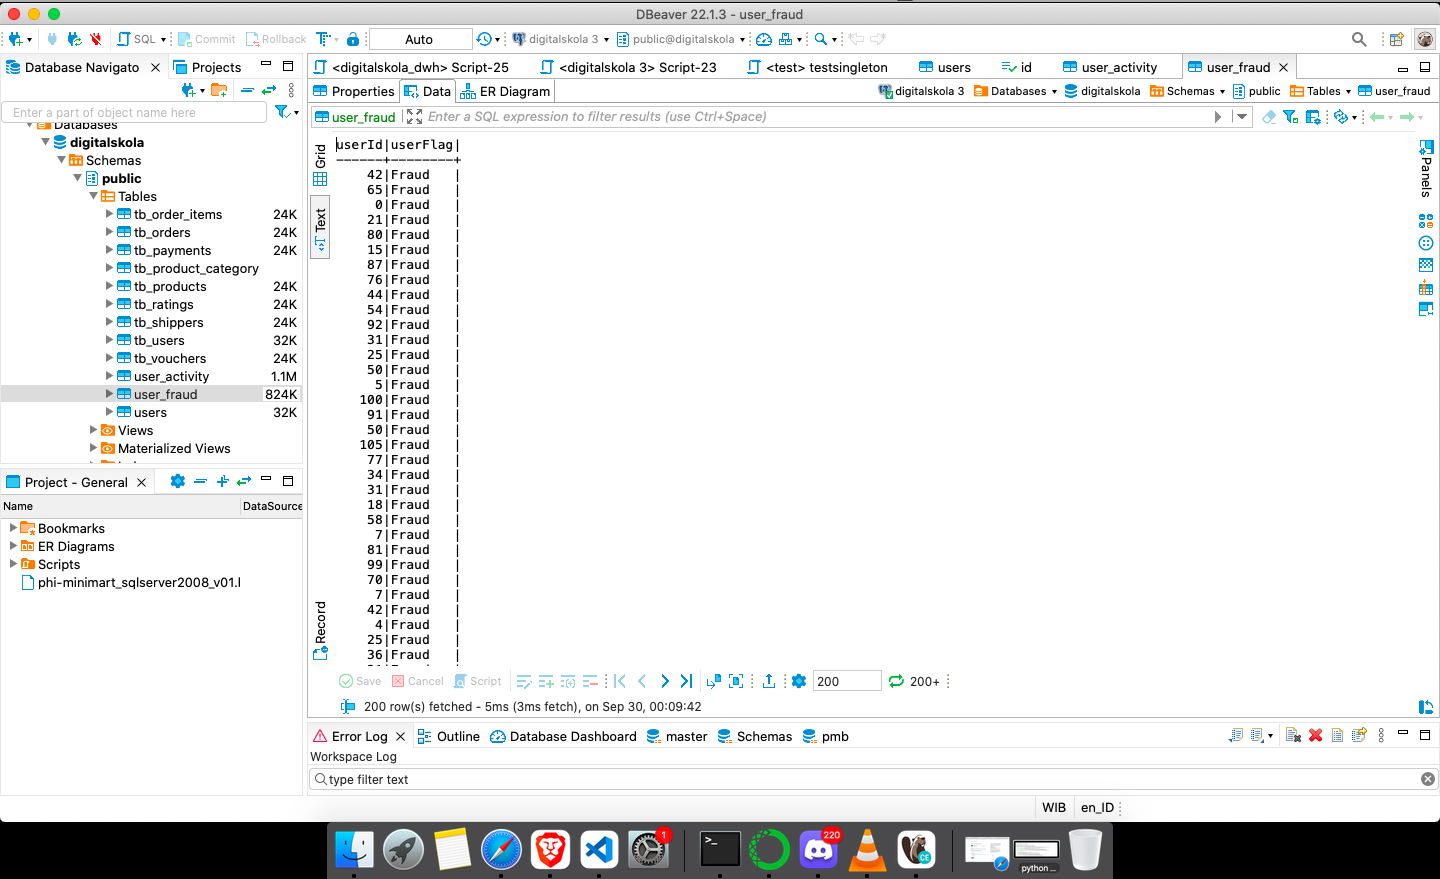 DBeaver 22.1.3 - user_fraud
SQL
Commit
Rollback
Auto
digitalskola 3
public@digitalskola
Database Navigato
Projects
<digitalskola_dwh> Script-25
<digitalskola 3> Script-23
<test> testsingleton
users
id
user_activity
user_fraud
Properties
Data
ER Diagram
digitalskola 3
Databases
digitalskola
Schemas
public
Tables
user_fraud
Enter a part of object name here
user_fraud
Enter a SQL expression to filter results (use Ctrl+Space)
Databases
digitalskola
Schemas
public
Tables
tb_order_items 24K
tb_orders 24K
tb_payments 24K
tb_product_category
tb_products 24K
tb_ratings 24K
tb_shippers 24K
tb_users 32K
tb_vouchers 24K
user_activity 1.1M
user_fraud 824K
users 32K
Views
Materialized Views
Project - General
Name DataSource
Bookmarks
ER Diagrams
Scripts
phi-minimart_sqlserver2008_v01.l
Grid
Text
Record
userId|userFlag|
------+--------+
42|Fraud |
65|Fraud |
0|Fraud |
21|Fraud |
80|Fraud |
15|Fraud |
87|Fraud |
76|Fraud |
44|Fraud |
54|Fraud |
92|Fraud |
31|Fraud |
25|Fraud |
50|Fraud |
5|Fraud |
100|Fraud |
91|Fraud |
50|Fraud |
105|Fraud |
77|Fraud |
34|Fraud |
31|Fraud |
18|Fraud |
58|Fraud |
7|Fraud |
81|Fraud |
99|Fraud |
70|Fraud |
7|Fraud |
42|Fraud |
4|Fraud |
25|Fraud |
36|Fraud |
Panels
Save
Cancel
Script
200
200+
200 row(s) fetched - 5ms (3ms fetch), on Sep 30, 00:09:42
Error Log
Outline
Database Dashboard
master
Schemas
pmb
Workspace Log
type filter text
WIB
en_ID
1
>_
220
CE
python ...